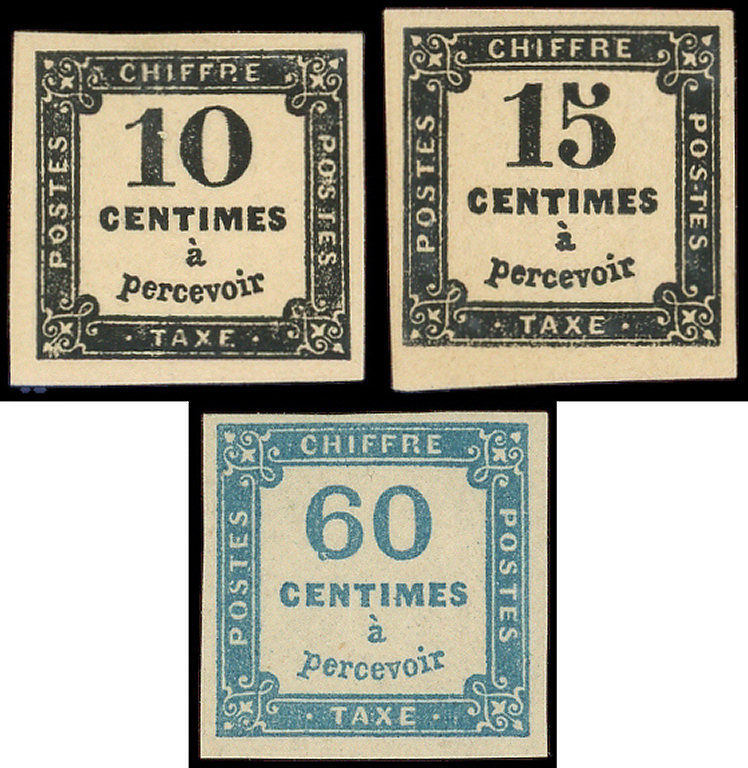 CHIFFRE
POSTES
10
CENTIMES
à
percevoir
POSTES
TAXE
CHIFFRE
POSTES
15
CENTIMES
à
percevoir
POSTES
· TAXE ·
CHIFFRE
POSTES
60
CENTIMES
à
percevoir
POSTES
· TAXE ·